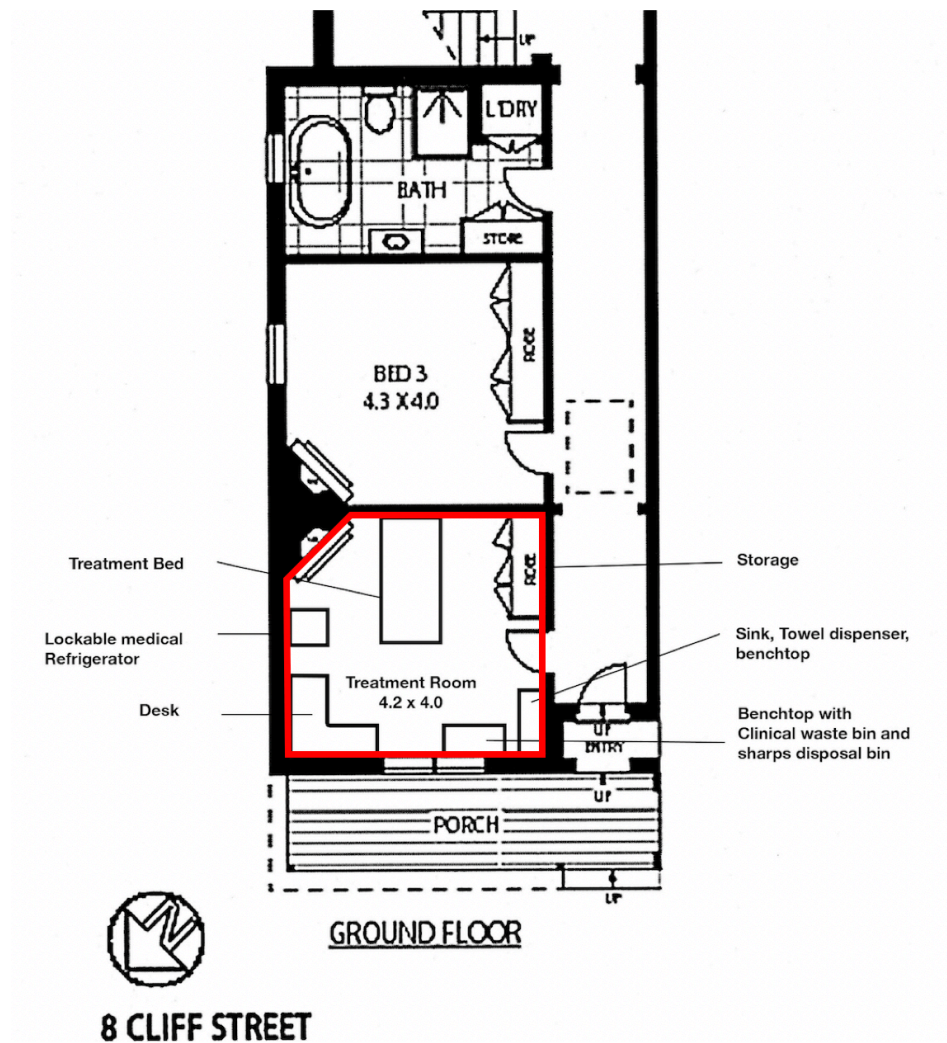 UP
L'DRY
BATH
STORE
ROBE
BED 3
4.3 X 4.0
ROBE
Treatment Bed
Storage
Lockable medical
Refrigerator
Sink, Towel dispenser,
benchtop
Treatment Room
4.2 x 4.0
Desk
Benchtop with
Clinical waste bin and
sharps disposal bin
UP
ENTRY
UP
PORCH
UP
GROUND FLOOR
N
8 CLIFF STREET